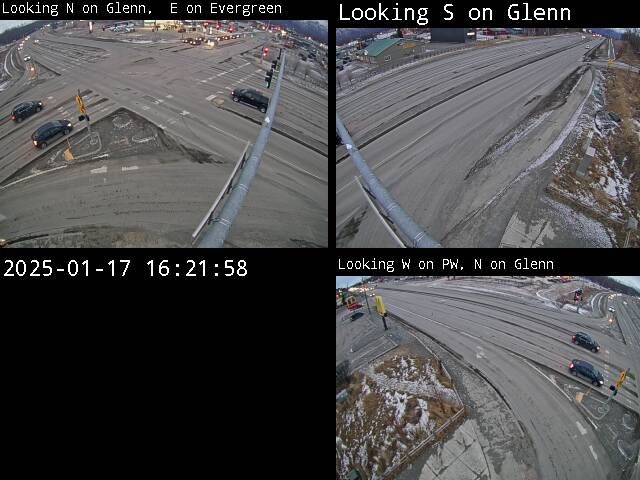 Looking N on Glenn,  E on Evergreen
Looking S on Glenn
2025-01-17 16:21:58
Looking W on PW, N on Glenn